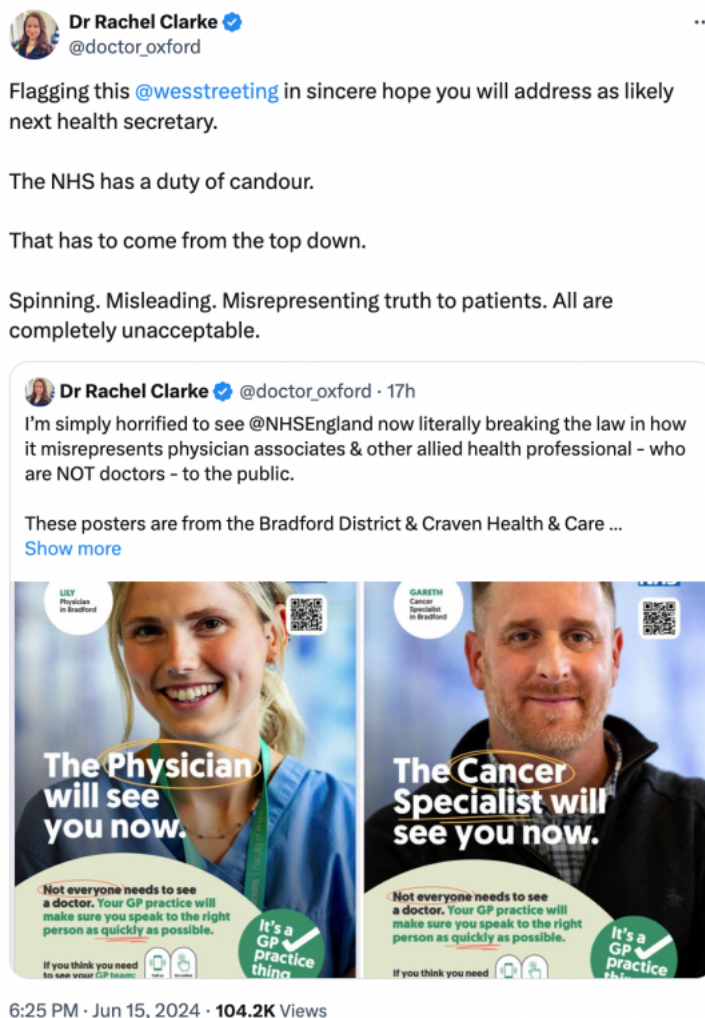 Dr Rachel Clarke
@doctor_oxford
Flagging this @wesstreeting in sincere hope you will address as likely
next health secretary.
The NHS has a duty of candour.
That has to come from the top down.
Spinning. Misleading. Misrepresenting truth to patients. All are
completely unacceptable.
Dr Rachel Clarke @doctor_oxford · 17h
I'm simply horrified to see @NHSEngland now literally breaking the law in how
it misrepresents physician associates & other allied health professional - who
are NOT doctors - to the public.
These posters are from the Bradford District & Craven Health & Care ...
Show more
LILY
Physician
in Bradford
The Physician
will see
you now.
Not everyone needs to see
a doctor. Your GP practice will
make sure you speak to the right
person as quickly as possible.
If you think you need
to see your GP team:
It's a
GP
practice
thing
GARETH
Cancer
Specialist
in Bradford
NHS
The Cancer
Specialist will
see you now.
Not everyone needs to see
a doctor. Your GP practice will
make sure you speak to the right
person as quickly as possible.
If you think you need
It's a
GP
practice
thing
6:25 PM · Jun 15, 2024 · 104.2K Views